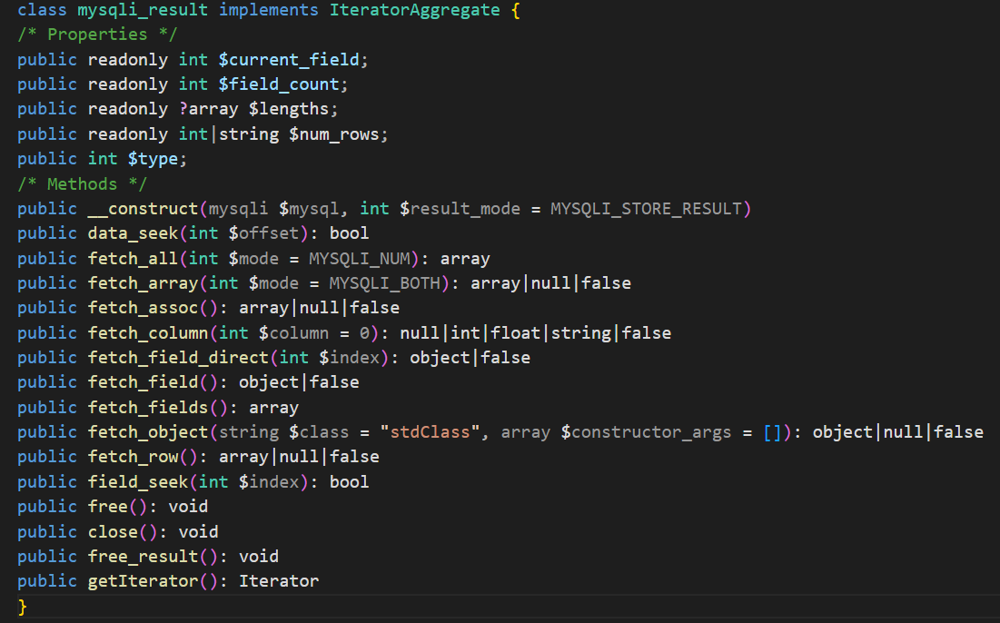 class mysqli_result implements IteratorAggregate {
/* Properties */
public readonly int $current_field;
public readonly int $field_count;
public readonly ?array $lengths;
public readonly int|string $num_rows;
public int $type;
/* Methods */
public __construct(mysqli $mysql, int $result_mode = MYSQLI_STORE_RESULT)
public data_seek(int $offset): bool
public fetch_all(int $mode = MYSQLI_NUM): array
public fetch_array(int $mode = MYSQLI_BOTH): array|null|false
public fetch_assoc(): array|null|false
public fetch_column(int $column = 0): null|int|float|string|false
public fetch_field_direct(int $index): object|false
public fetch_field(): object|false
public fetch_fields(): array
public fetch_object(string $class = "stdClass", array $constructor_args = []): object|null|false
public fetch_row(): array|null|false
public field_seek(int $index): bool
public free(): void
public close(): void
public free_result(): void
public getIterator(): Iterator
}